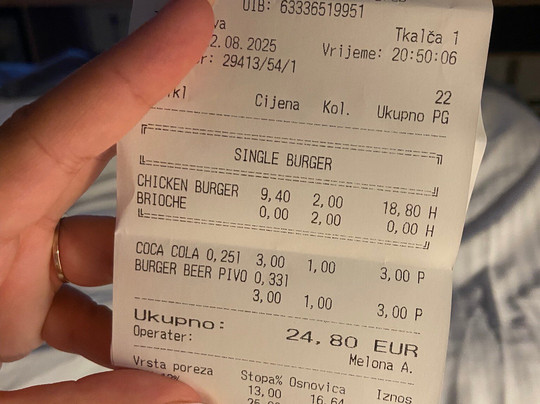 OIB: 63336519951
va Tkalča 1
2.08.2025 Vrijeme: 20:50:06
r: 29413/54/1
22
kl Cijena Kol. Ukupno PG
SINGLE BURGER
CHICKEN BURGER 9,40 2,00 18,80 H
BRIOCHE 0,00 2,00 0,00 H
COCA COLA 0,25l 3,00 1,00 3,00 P
BURGER BEER PIVO 0,33l
3,00 1,00 3,00 P
Ukupno: 24,80 EUR
Operater: Melona A.
Vrsta poreza Stopa% Osnovica Iznos
13,00 16,64